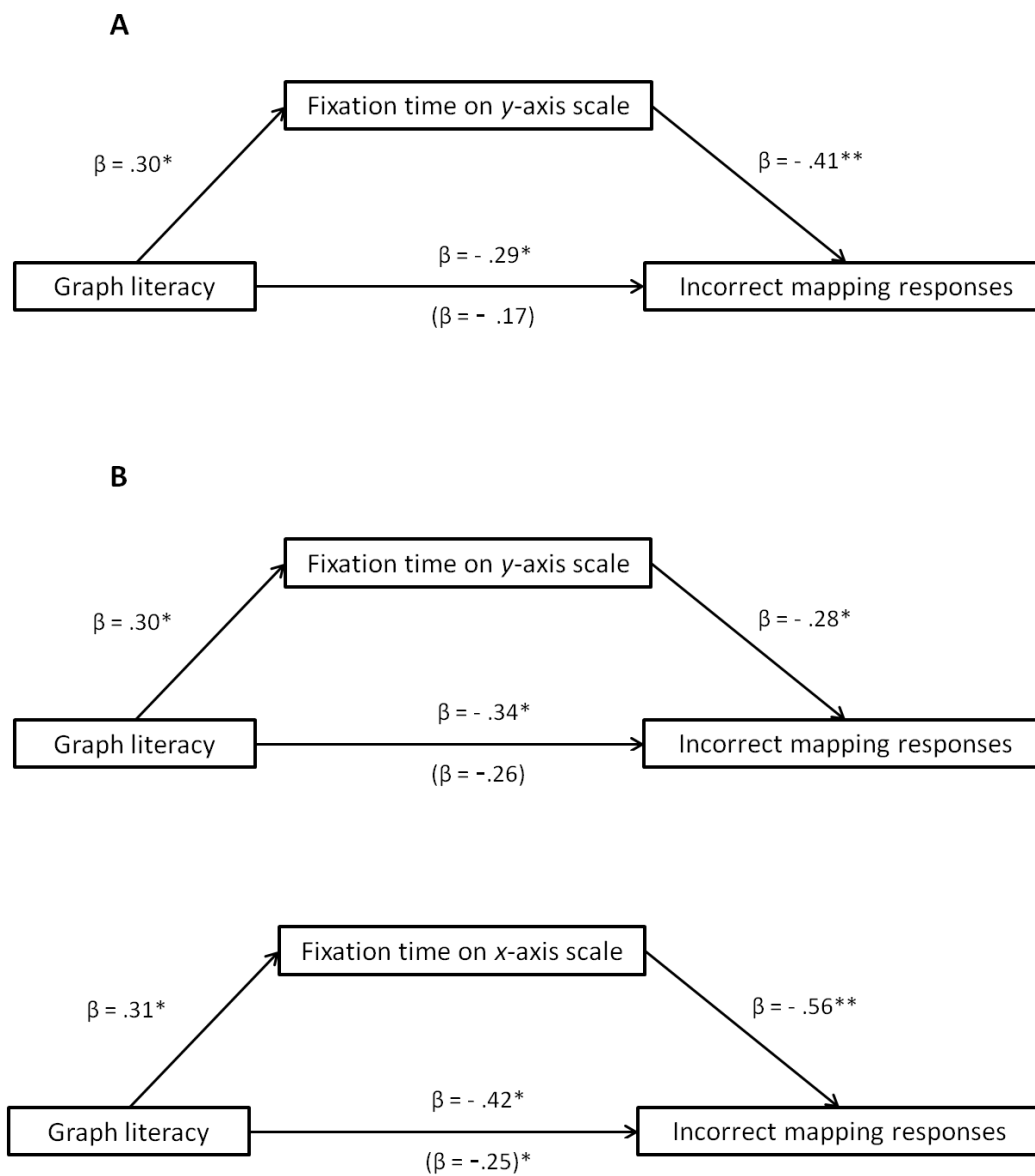 A
Fixation time on y-axis scale
β = .30*
β = - .41**
β = - .29*
Graph literacy
Incorrect mapping responses
(β = - .17)
B
Fixation time on y-axis scale
β = .30*
β = - .28*
β = - .34*
Graph literacy
Incorrect mapping responses
(β = -.26)
Fixation time on x-axis scale
β = .31*
β = - .56**
β = - .42*
Graph literacy
Incorrect mapping responses
(β = -.25)*